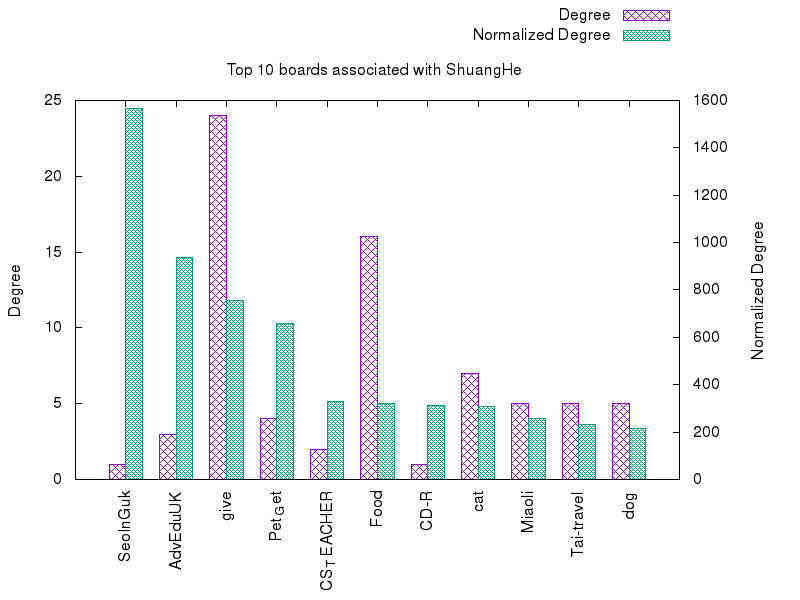 Degree
Normalized Degree
Top 10 boards associated with ShuangHe
25
20
15
10
5
0
1600
1400
1200
1000
800
600
400
200
0
Degree
Normalized Degree
SeoInGuk
AdvEduUK
give
PetGet
CSTEACHER
Food
CD-R
cat
Miaoli
Tai-travel
dog